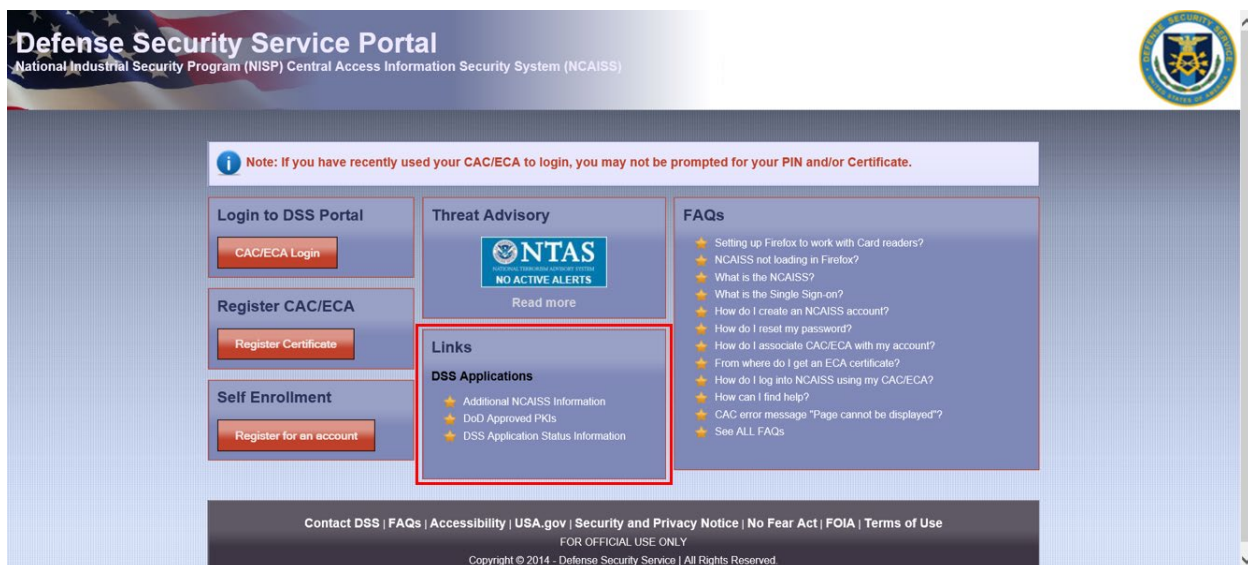 Defense Security Service Portal
National Industrial Security Program (NISP) Central Access Information Security System (NCAISS)
Note: If you have recently used your CAC/ECA to login, you may not be prompted for your PIN and/or Certificate.
Login to DSS Portal
CAC/ECA Login
Register CAC/ECA
Register Certificate
Self Enrollment
Register for an account
Threat Advisory
NTAS
NATIONAL TERRORISM ADVISORY SYSTEM
NO ACTIVE ALERTS
Read more
Links
DSS Applications
Additional NCAISS Information
DoD Approved PKIs
DSS Application Status Information
FAQs
Setting up Firefox to work with Card readers?
NCAISS not loading in Firefox?
What is the NCAISS?
What is the Single Sign-on?
How do I create an NCAISS account?
How do I reset my password?
How do I associate CAC/ECA with my account?
From where do I get an ECA certificate?
How do I log into NCAISS using my CAC/ECA?
How can I find help?
CAC error message "Page cannot be displayed"?
See ALL FAQs
Contact DSS | FAQs | Accessibility | USA.gov | Security and Privacy Notice | No Fear Act | FOIA | Terms of Use
FOR OFFICIAL USE ONLY
Copyright © 2014 - Defense Security Service | All Rights Reserved.
DEFENSE SECURITY SERVICE
UNITED STATES OF AMERICA